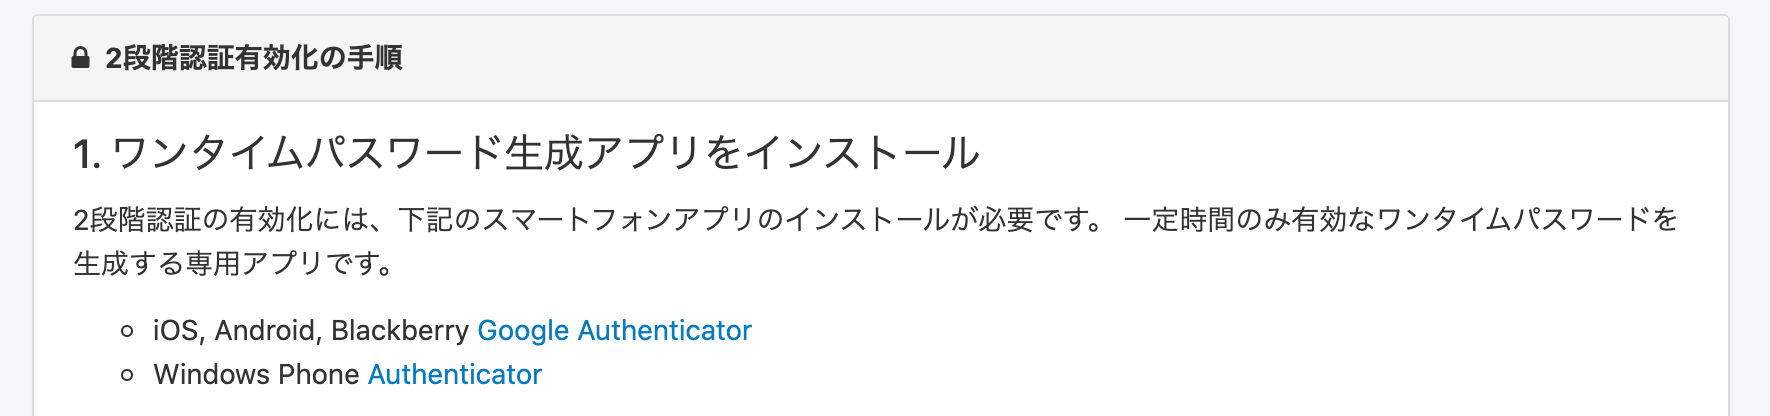 2段階認証有効化の手順
1. ワンタイムパスワード生成アプリをインストール
2段階認証の有効化には、下記のスマートフォンアプリのインストールが必要です。 一定時間のみ有効なワンタイムパスワードを
生成する専用アプリです。
iOS, Android, Blackberry Google Authenticator
Windows Phone Authenticator